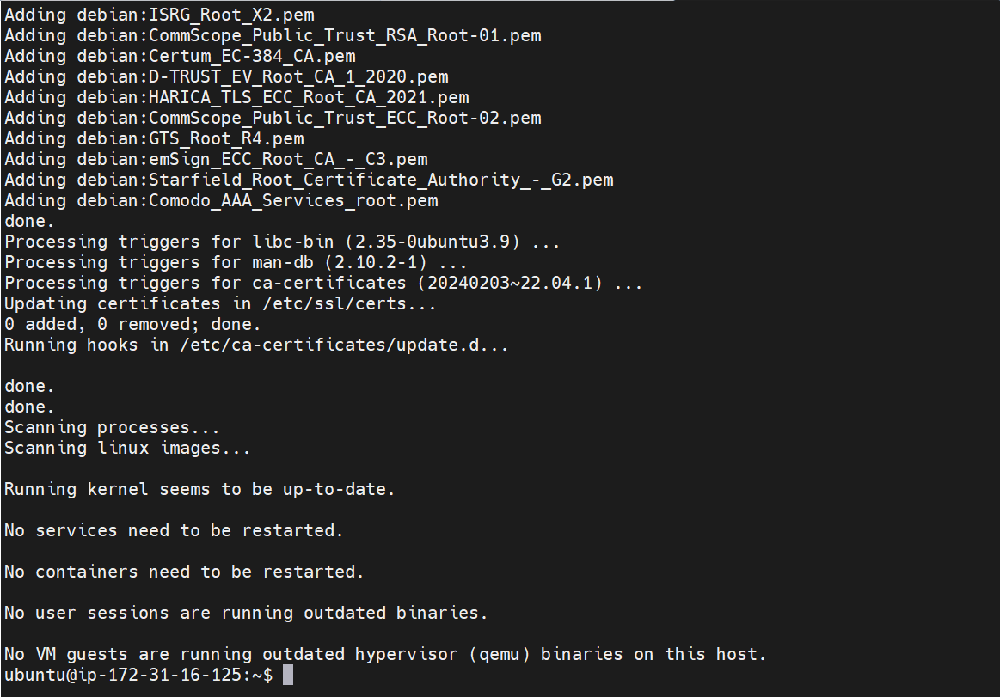 Adding debian:ISRG_Root_X2.pem
Adding debian:CommScope_Public_Trust_RSA_Root-01.pem
Adding debian:Certum_EC-384_CA.pem
Adding debian:D-TRUST_EV_Root_CA_1_2020.pem
Adding debian:HARICA_TLS_ECC_Root_CA_2021.pem
Adding debian:CommScope_Public_Trust_ECC_Root-02.pem
Adding debian:GTS_Root_R4.pem
Adding debian:emSign_ECC_Root_CA_-_C3.pem
Adding debian:Starfield_Root_Certificate_Authority_-_G2.pem
Adding debian:Comodo_AAA_Services_root.pem
done.
Processing triggers for libc-bin (2.35-0ubuntu3.9) ...
Processing triggers for man-db (2.10.2-1) ...
Processing triggers for ca-certificates (20240203~22.04.1) ...
Updating certificates in /etc/ssl/certs...
0 added, 0 removed; done.
Running hooks in /etc/ca-certificates/update.d...
done.
done.
Scanning processes...
Scanning linux images...
Running kernel seems to be up-to-date.
No services need to be restarted.
No containers need to be restarted.
No user sessions are running outdated binaries.
No VM guests are running outdated hypervisor (qemu) binaries on this host.
ubuntu@ip-172-31-16-125:~$